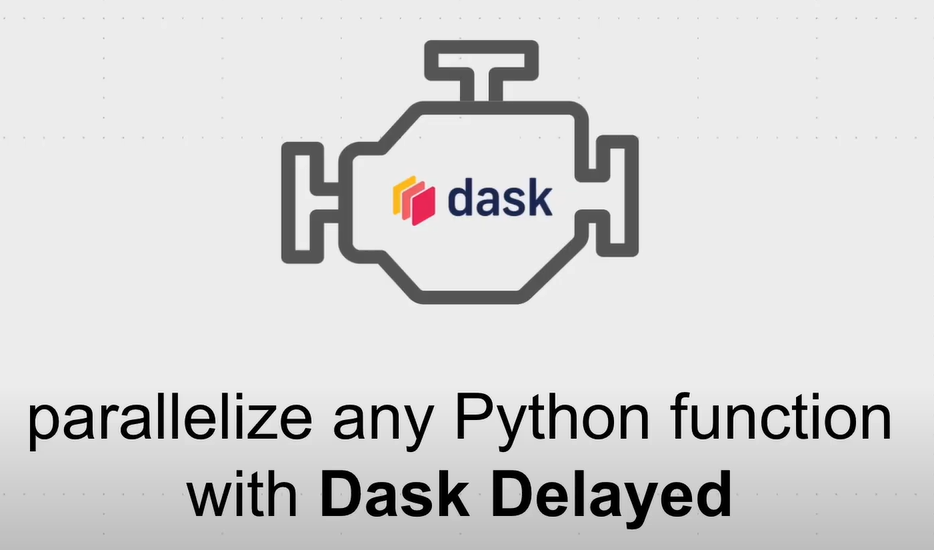 dask
parallelize any Python function
with Dask Delayed